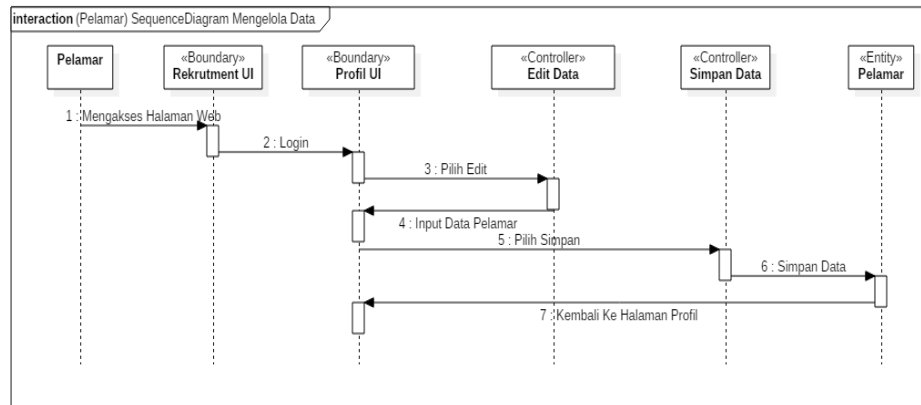 interaction (Pelamar) SequenceDiagram Mengelola Data
Pelamar
«Boundary»
Rekrutment UI
«Boundary»
Profil UI
«Controller»
Edit Data
«Controller»
Simpan Data
«Entity»
Pelamar
1 : Mengakses Halaman Web
2 : Login
3 : Pilih Edit
4 : Input Data Pelamar
5 : Pilih Simpan
6 : Simpan Data
7 : Kembali Ke Halaman Profil